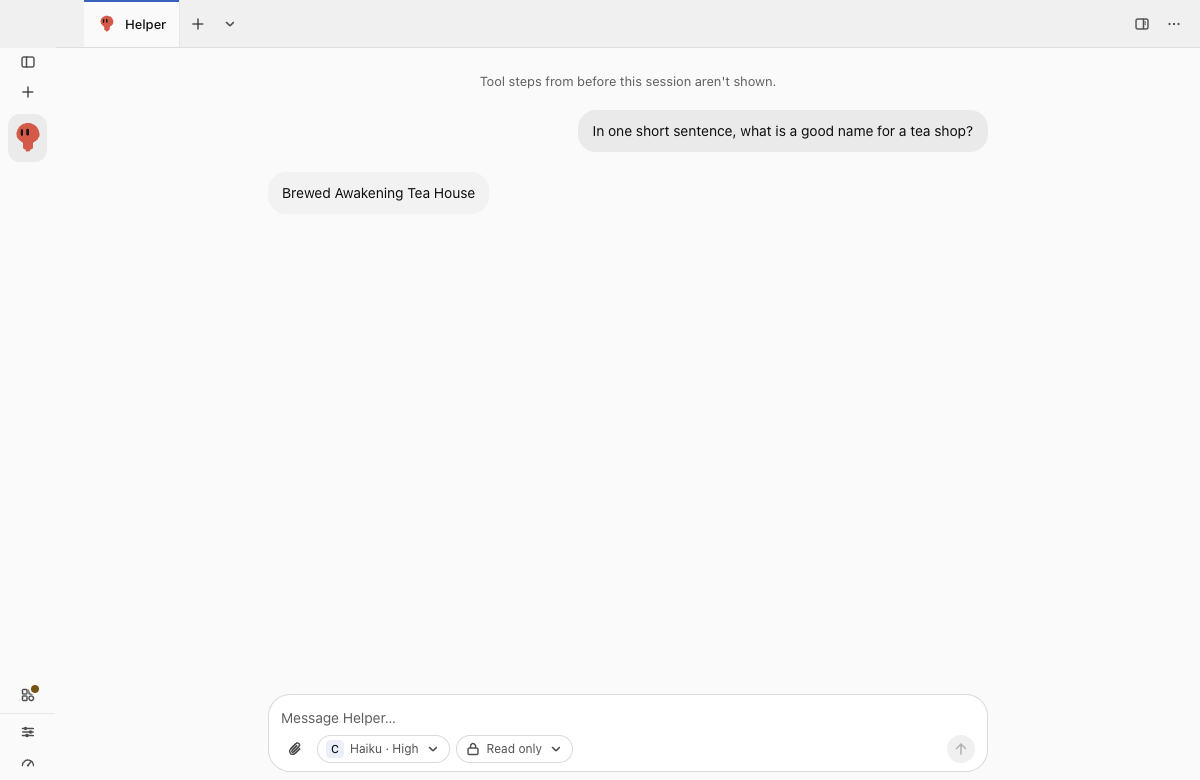 Helper
Tool steps from before this session aren't shown.
In one short sentence, what is a good name for a tea shop?
Brewed Awakening Tea House
Message Helper...
C Haiku · High
Read only